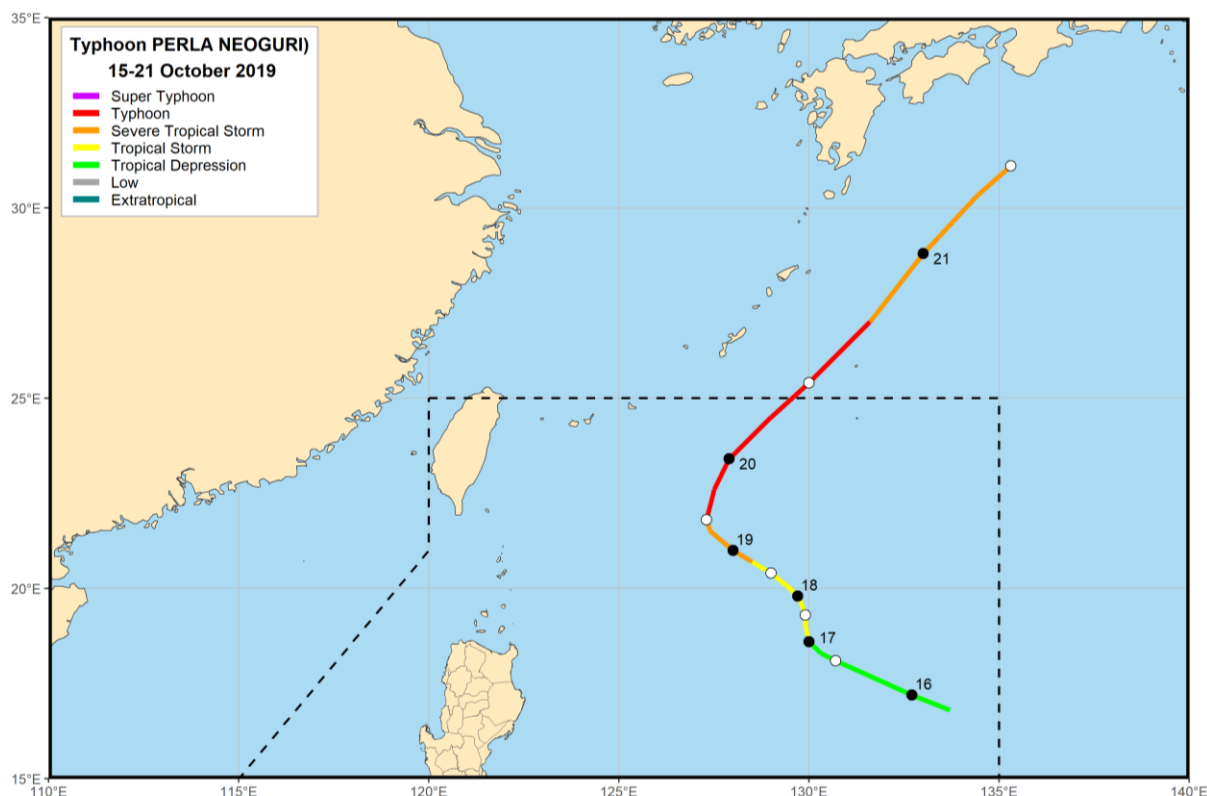 Typhoon PERLA NEOGURI)
15-21 October 2019
Super Typhoon
Typhoon
Severe Tropical Storm
Tropical Storm
Tropical Depression
Low
Extratropical
35°E
30°E
25°E
20°E
15°E
21
20
19
18
17
16
110°E 115°E 120°E 125°E 130°E 135°E 140°E